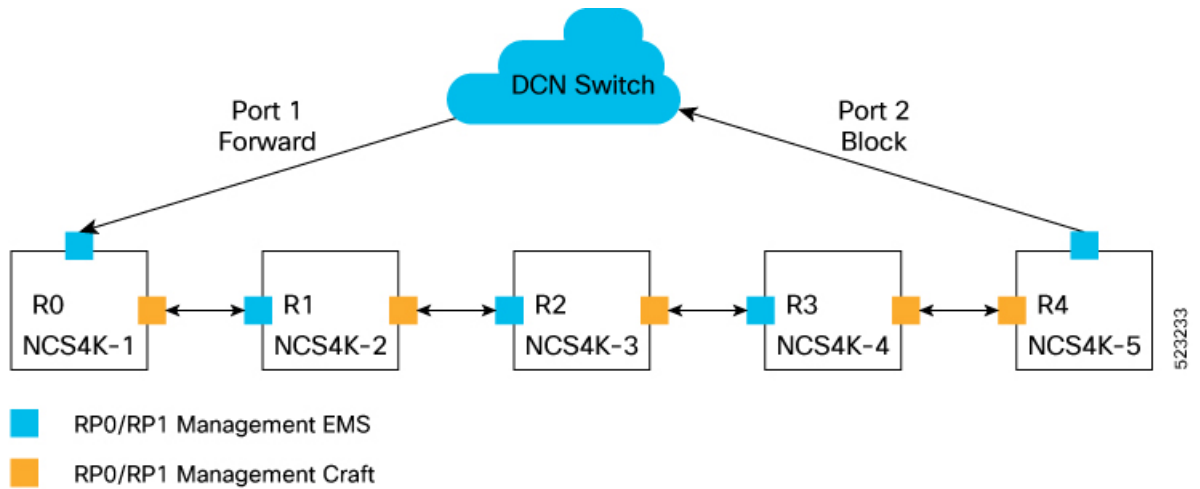 DCN Switch
Port 1
Forward
Port 2
Block
R0
NCS4K-1
R1
NCS4K-2
R2
NCS4K-3
R3
NCS4K-4
R4
NCS4K-5
523233
RP0/RP1 Management EMS
RP0/RP1 Management Craft